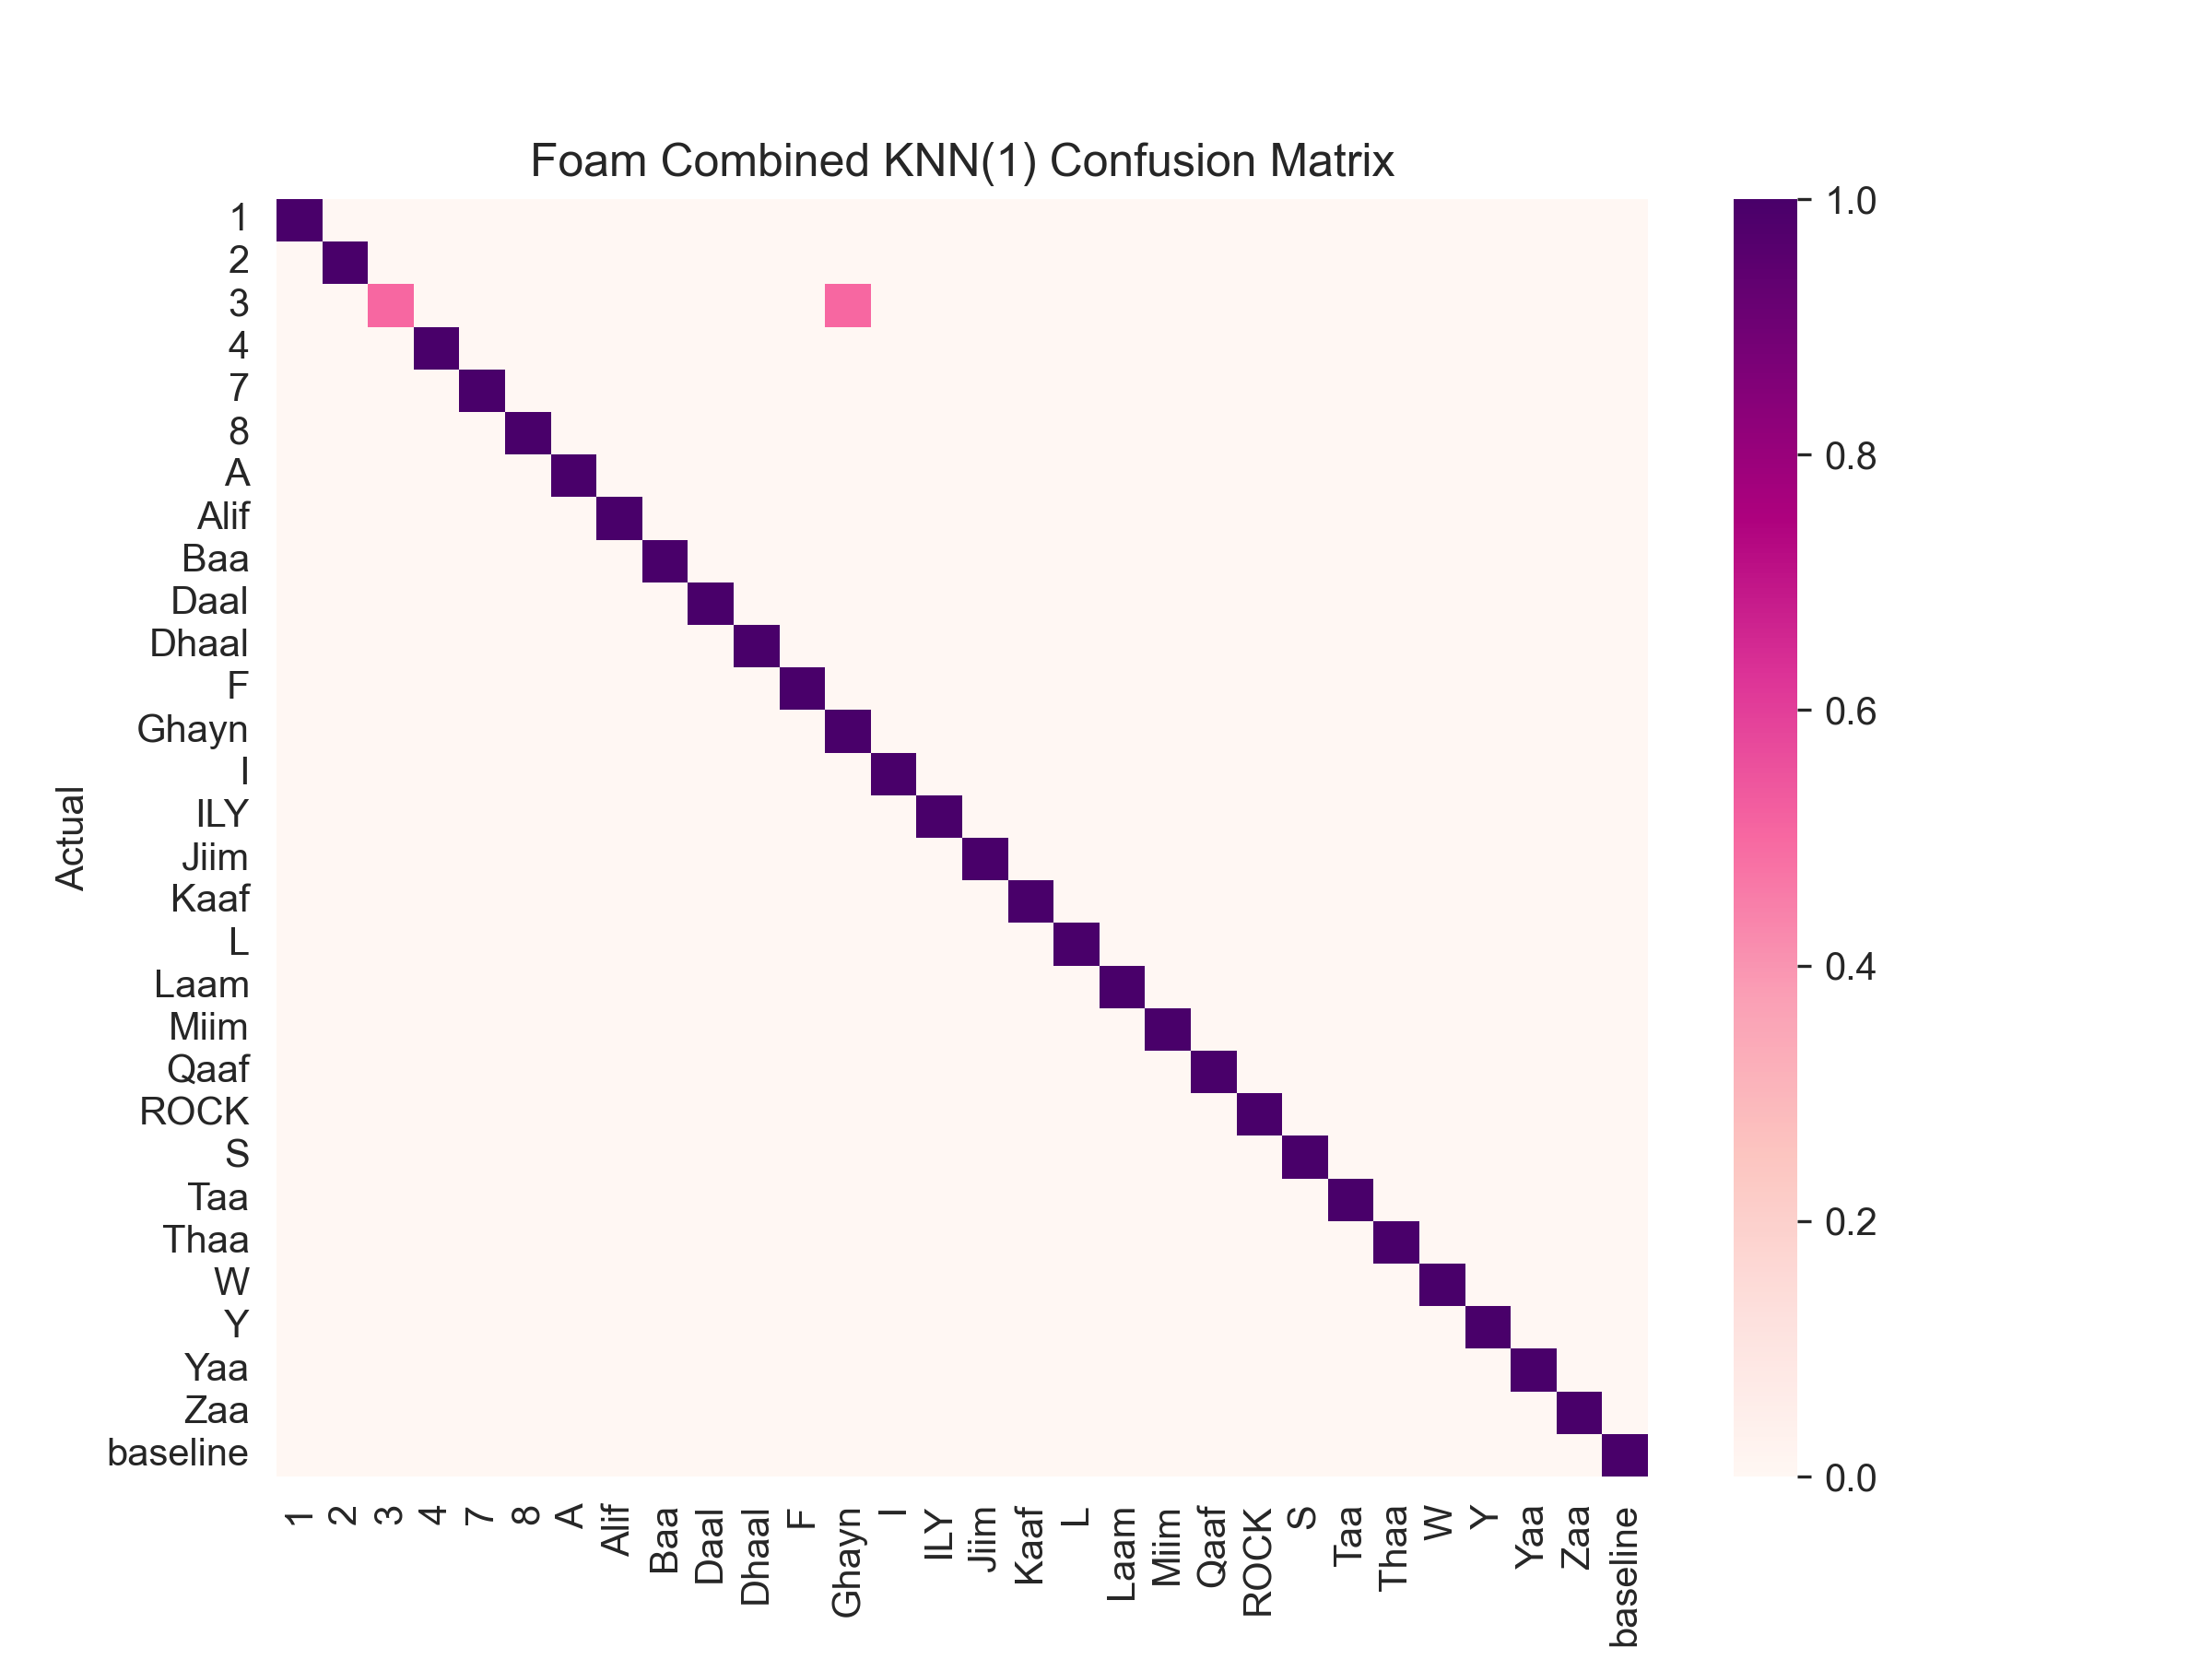 Foam Combined KNN(1) Confusion Matrix
Actual
1
2
3
4
7
8
A
Alif
Baa
Daal
Dhaal
F
Ghayn
I
ILY
Jiim
Kaaf
L
Laam
Miim
Qaaf
ROCK
S
Taa
Thaa
W
Y
Yaa
Zaa
baseline
1
2
3
4
7
8
A
Alif
Baa
Daal
Dhaal
F
Ghayn
I
ILY
Jiim
Kaaf
L
Laam
Miim
Qaaf
ROCK
S
Taa
Thaa
W
Y
Yaa
Zaa
baseline
1.0
0.8
0.6
0.4
0.2
0.0